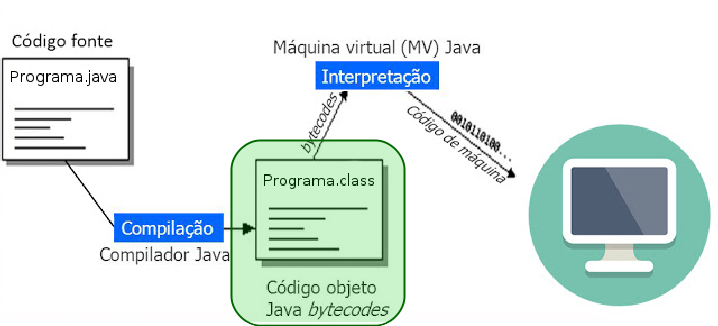 Código fonte
Programa.java
Máquina virtual (MV) Java
Interpretação
bytecodes
0010110100...
Código de máquina
Programa.class
Compilação
Compilador Java
Código objeto
Java bytecodes